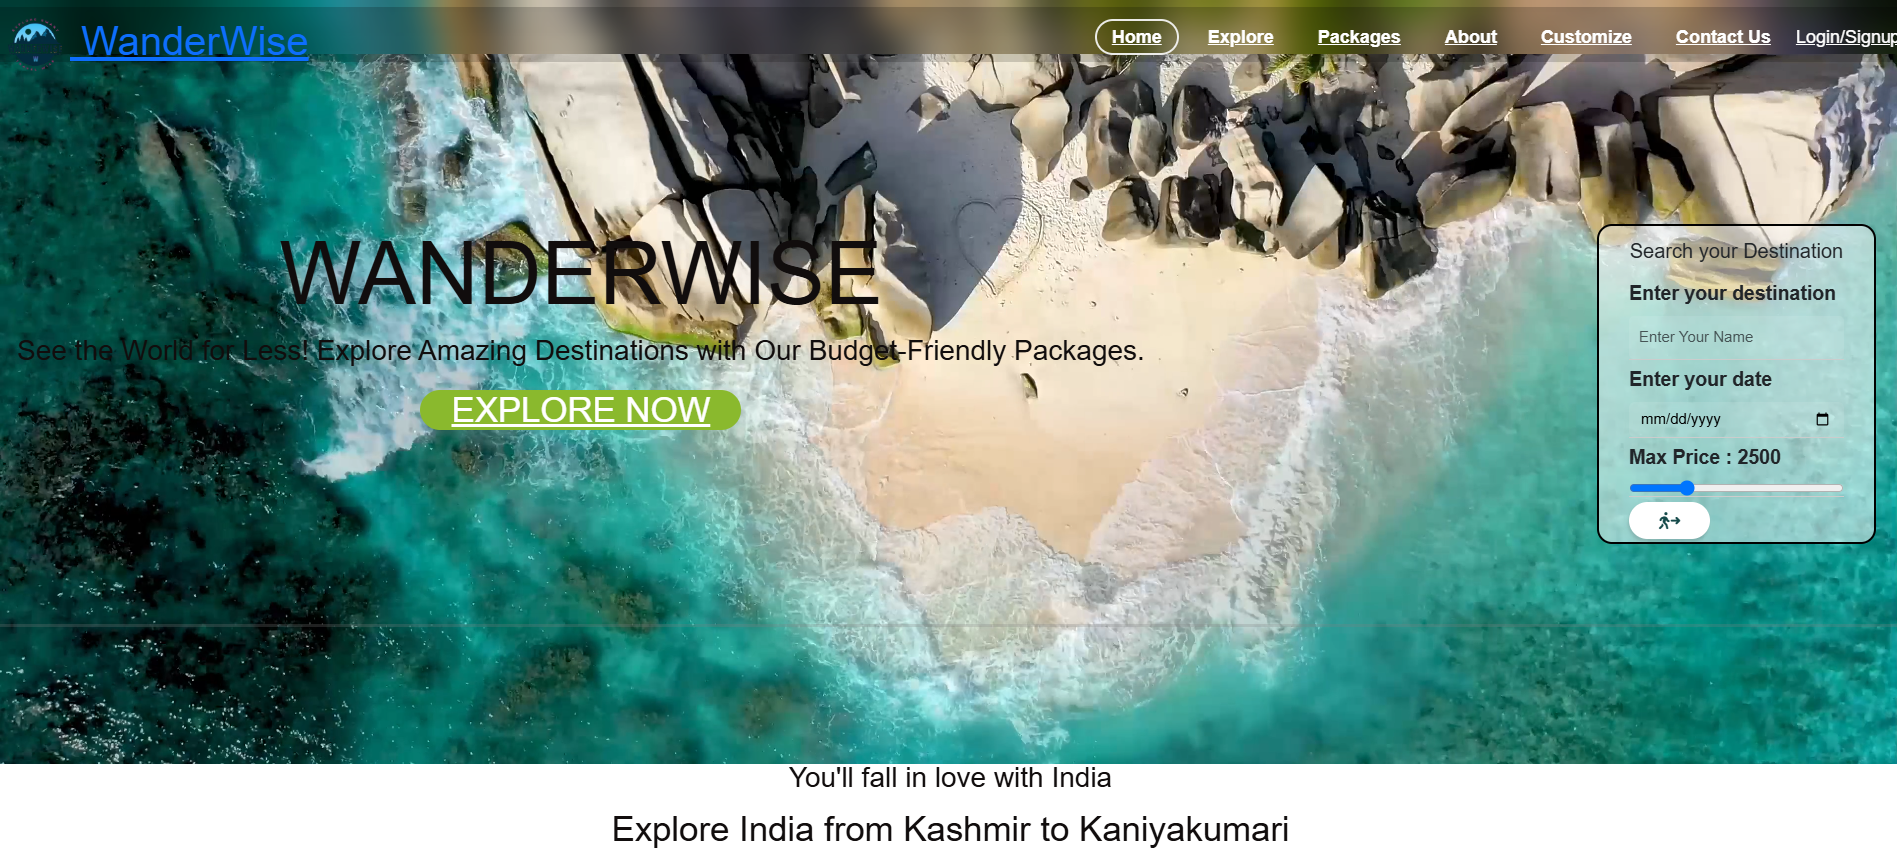 WanderWise
Home Explore Packages About Customize Contact Us Login/Signup
WANDERWISE
See the World for Less! Explore Amazing Destinations with Our Budget-Friendly Packages.
EXPLORE NOW
Search your Destination
Enter your destination
Enter Your Name
Enter your date
mm/dd/yyyy
Max Price : 2500
You'll fall in love with India
Explore India from Kashmir to Kaniyakumari